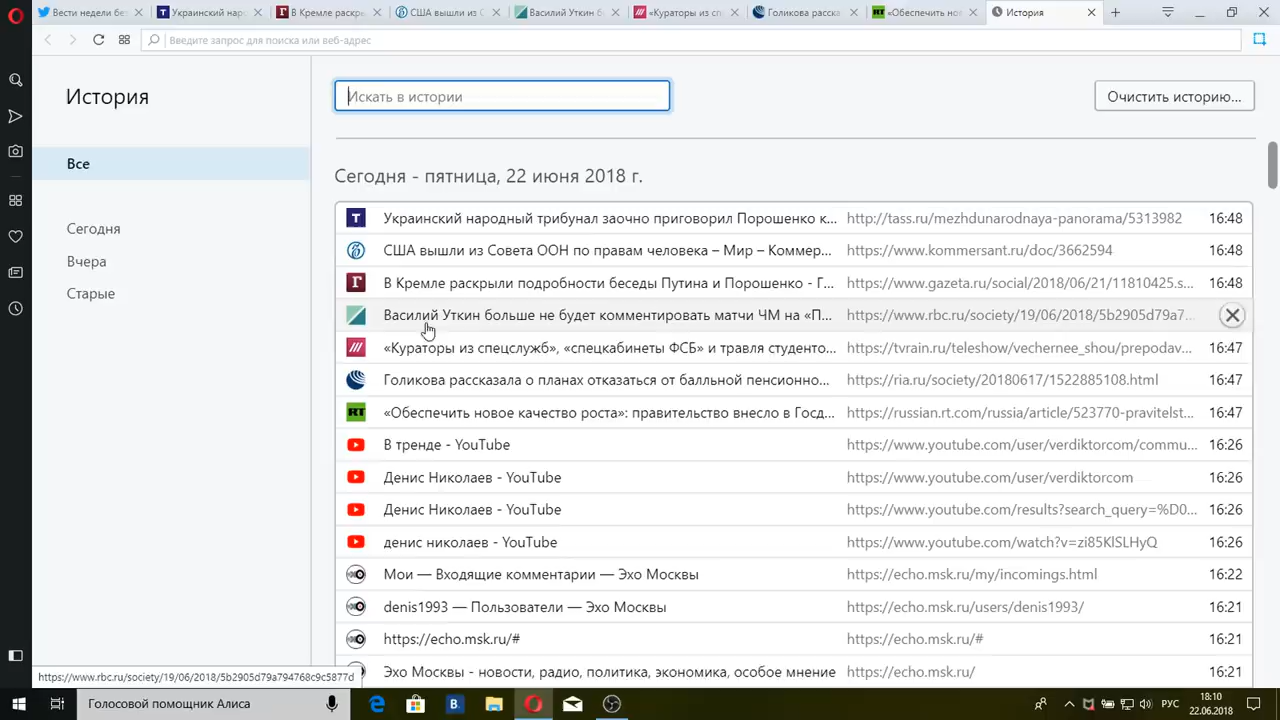 Вести недели с
Украинский нар
В Кремле раскры
США вышли и
Василий Уткин б
«Кураторы из сп
Голикова расска
«Обеспечить нов
История
Введите запрос для поиска или веб-адрес
История
Искать в истории
Очистить историю...
Все
Сегодня
Вчера
Старые
Сегодня - пятница, 22 июня 2018 г.
Украинский народный трибунал заочно приговорил Порошенко к... http://tass.ru/mezhdunarodnaya-panorama/5313982 16:48
США вышли из Совета ООН по правам человека – Мир – Коммер... https://www.kommersant.ru/doc/3662594 16:48
В Кремле раскрыли подробности беседы Путина и Порошенко - Г... https://www.gazeta.ru/social/2018/06/21/11810425.s... 16:48
Василий Уткин больше не будет комментировать матчи ЧМ на «П... https://www.rbc.ru/society/19/06/2018/5b2905d79a7...
«Кураторы из спецслужб», «спецкабинеты ФСБ» и травля студенто... https://tvrain.ru/teleshow/vechernee_shou/prepodav... 16:47
Голикова рассказала о планах отказаться от балльной пенсионно... https://ria.ru/society/20180617/1522885108.html 16:47
«Обеспечить новое качество роста»: правительство внесло в Госд... https://russian.rt.com/russia/article/523770-pravitelst... 16:47
В тренде - YouTube https://www.youtube.com/user/verdiktorcom/commu... 16:26
Денис Николаев - YouTube https://www.youtube.com/user/verdiktorcom 16:26
Денис Николаев - YouTube https://www.youtube.com/results?search_query=%D0... 16:26
денис николаев - YouTube https://www.youtube.com/watch?v=zi85KlSLHyQ 16:26
Мои — Входящие комментарии — Эхо Москвы https://echo.msk.ru/my/incomings.html 16:22
denis1993 — Пользователи — Эхо Москвы https://echo.msk.ru/users/denis1993/ 16:21
https://echo.msk.ru/# https://echo.msk.ru/# 16:21
Эхо Москвы - новости, радио, политика, экономика, особое мнение https://echo.msk.ru/ 16:21
https://www.rbc.ru/society/19/06/2018/5b2905d79a794768c9c5877d
Голосовой помощник Алиса
РУС
18:10
22.06.2018